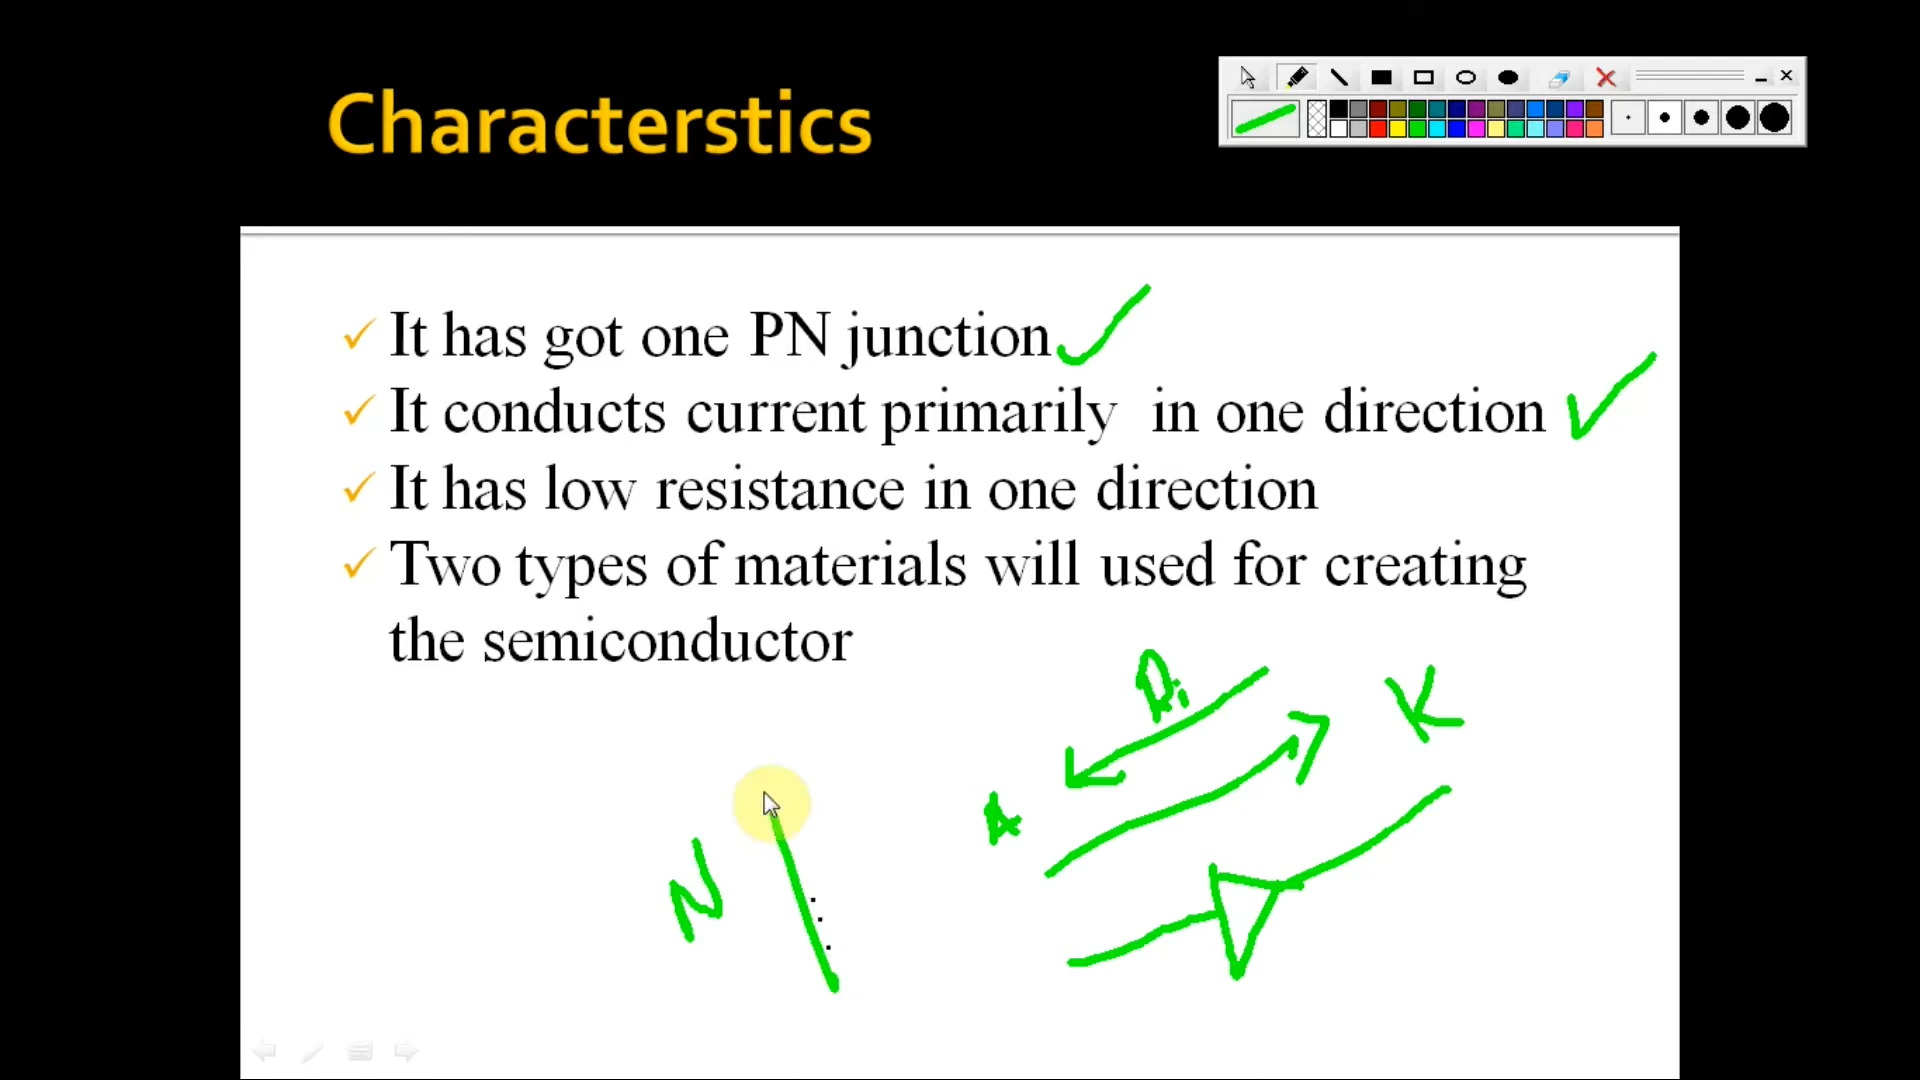 Characterstics
It has got one PN junction
It conducts current primarily in one direction
It has low resistance in one direction
Two types of materials will used for creating
the semiconductor
K
A
N